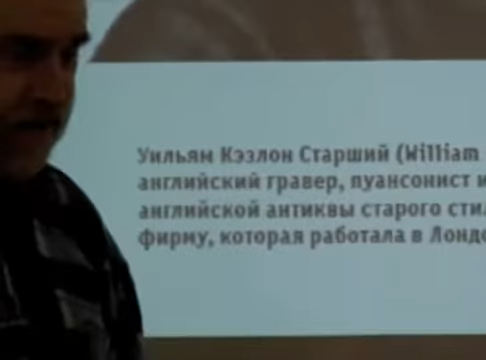 Уильям Кэзлон Старший (William
английский гравер, пуансонист и
английской антиквы старого
фирму, которая работала в